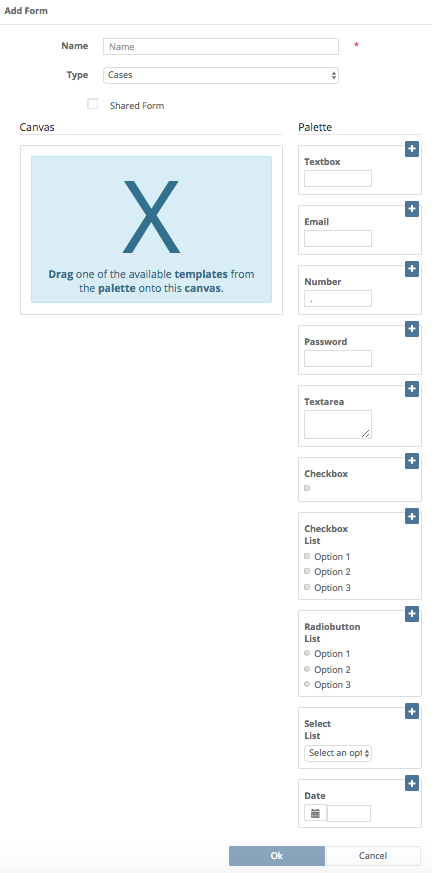 Add Form
Name
Name *
Type
Cases
Shared Form
Canvas
X
Drag one of the available templates from
the palette onto this canvas.
Palette
+
Textbox
+
Email
+
Number
.
+
Password
+
Textarea
+
Checkbox
+
Checkbox
List
Option 1
Option 2
Option 3
+
Radiobutton
List
Option 1
Option 2
Option 3
+
Select
List
Select an opt
+
Date
Ok
Cancel